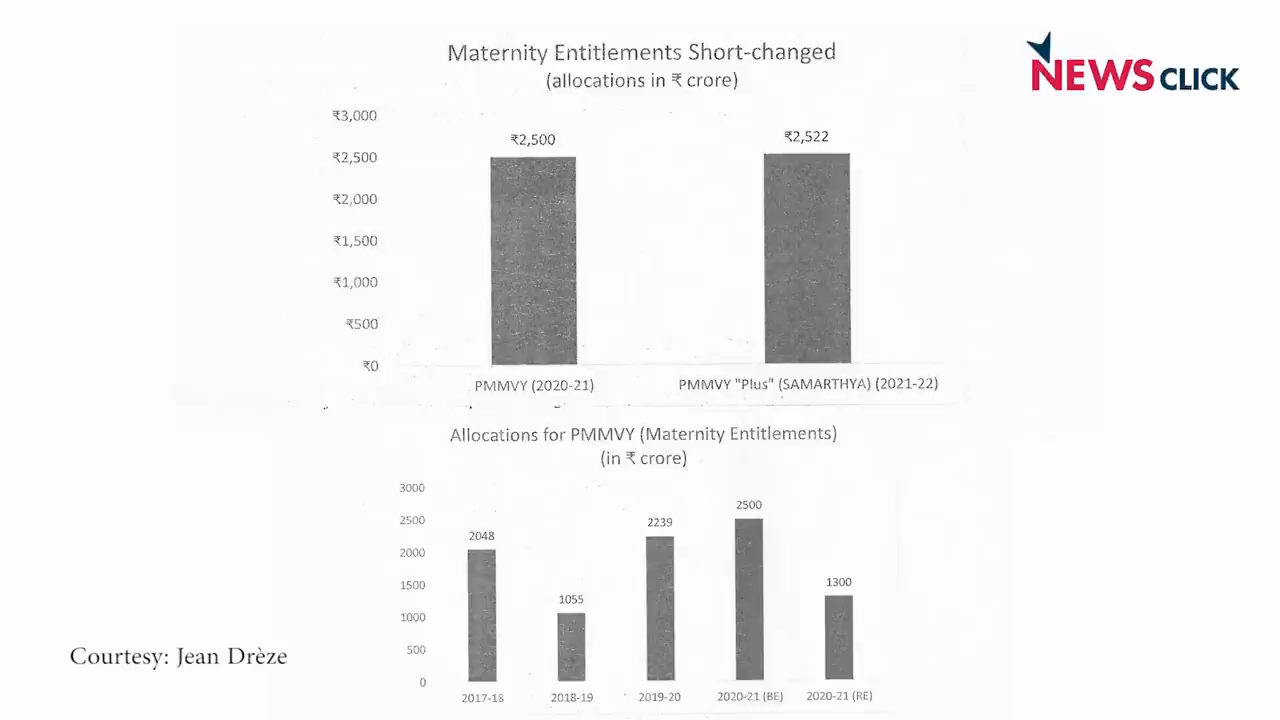 Maternity Entitlements Short-changed
(allocations in ₹ crore)
NEWSCLICK
₹3,000
₹2,500
₹2,000
₹1,500
₹1,000
₹500
₹0
₹2,500
₹2,522
PMMVY (2020-21)
PMMVY "Plus" (SAMARTHYA) (2021-22)
Allocations for PMMVY (Maternity Entitlements)
(in ₹ crore)
3000
2500
2000
1500
1000
500
0
2048
1055
2239
2500
1300
2017-18
2018-19
2019-20
2020-21 (BE)
2020-21 (RE)
Courtesy: Jean Drèze